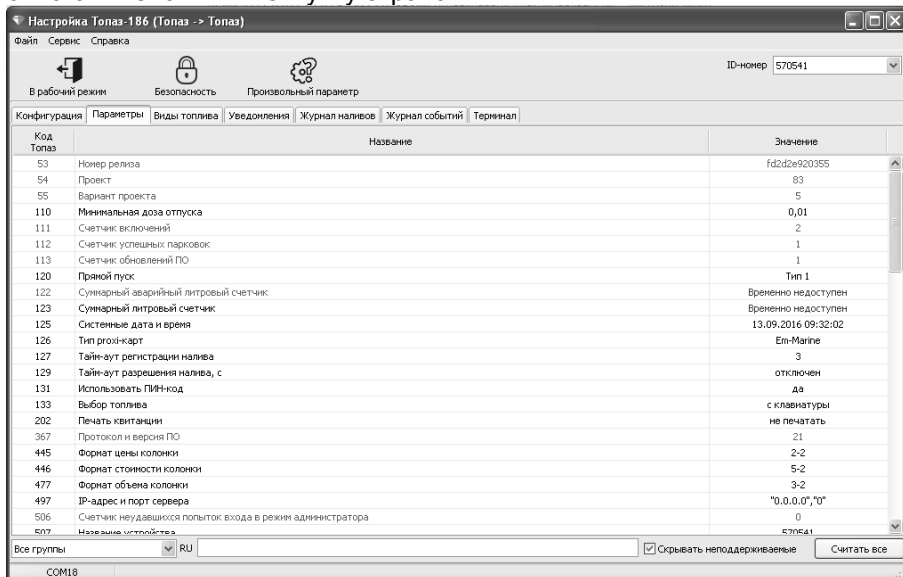 Настройка Топаз-186 (Топаз -> Топаз)
Файл Сервис Справка
В рабочий режим Безопасность Произвольный параметр ID-номер 570541
Конфигурация Параметры Виды топлива Уведомления Журнал наливов Журнал событий Терминал
Код Топаз Название Значение
53 Номер релиза fd2d2e920355
54 Проект 83
55 Вариант проекта 5
110 Минимальная доза отпуска 0,01
111 Счетчик включений 2
112 Счетчик успешных парковок 1
113 Счетчик обновлений ПО 1
120 Прямой пуск Тип 1
122 Суммарный аварийный литровый счетчик Временно недоступен
123 Суммарный литровый счетчик Временно недоступен
125 Системные дата и время 13.09.2016 09:32:02
126 Тип proxi-карт Em-Marine
127 Тайм-аут регистрации налива 3
129 Тайм-аут разрешения налива, с отключен
131 Использовать ПИН-код да
133 Выбор топлива с клавиатуры
202 Печать квитанции не печатать
367 Протокол и версия ПО 21
445 Формат цены колонки 2-2
446 Формат стоимости колонки 5-2
477 Формат объема колонки 3-2
497 IP-адрес и порт сервера "0.0.0.0","0"
506 Счетчик неудавшихся попыток входа в режим администратора 0
507 Название устройства 570541
Все группы RU Скрывать неподдерживаемые Считать все
COM18